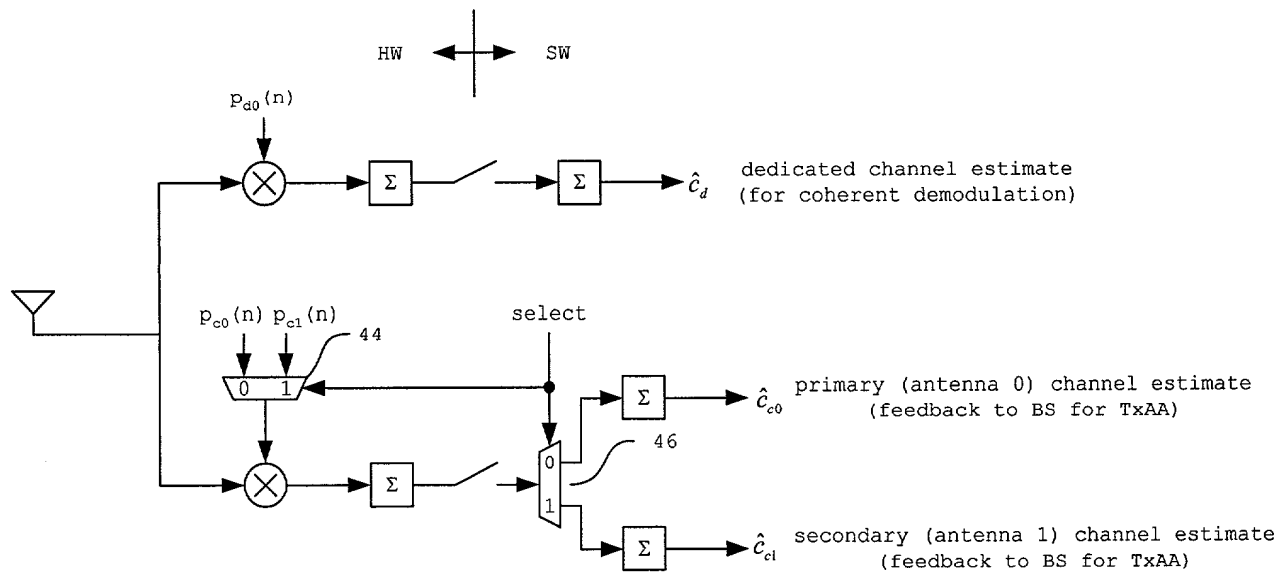 HW SW
p_d0(n)
Σ Σ ĉ_d dedicated channel estimate
(for coherent demodulation)
p_c0(n) p_c1(n) 44 select
0 1
Σ ĉ_c0 primary (antenna 0) channel estimate
(feedback to BS for TxAA)
46
0
Σ
1
Σ ĉ_c1 secondary (antenna 1) channel estimate
(feedback to BS for TxAA)